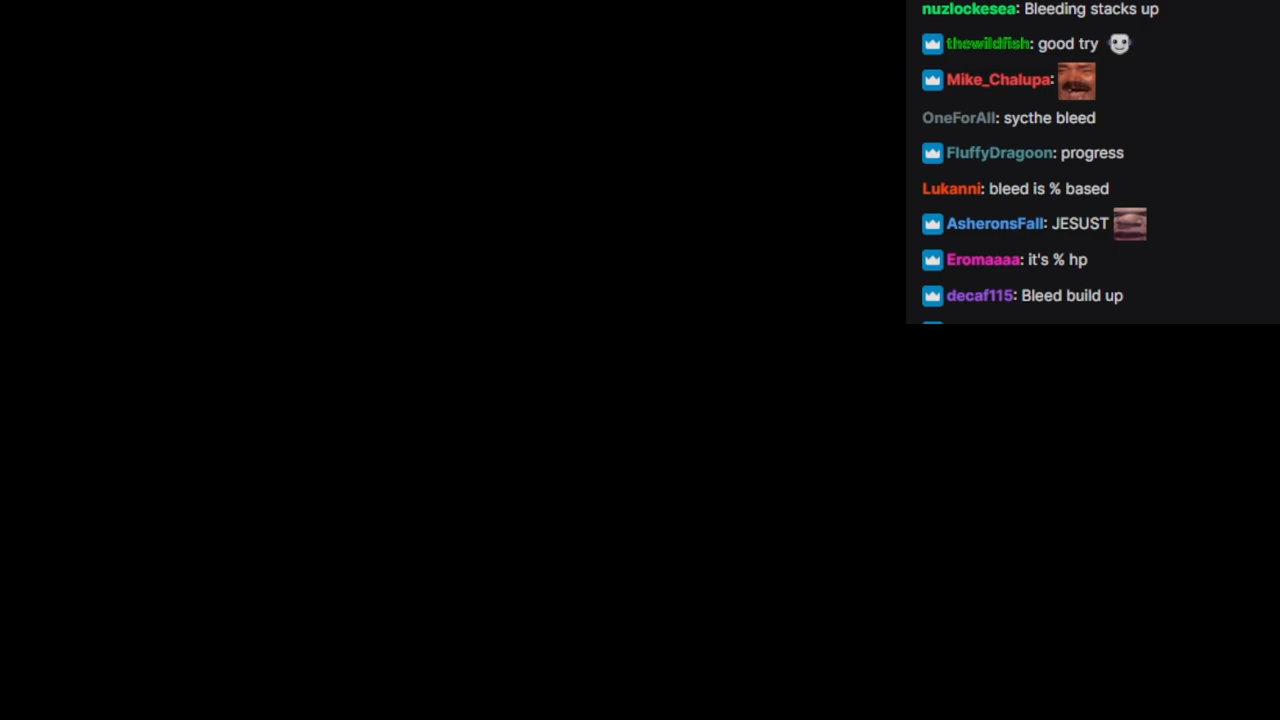 nuzlockesea: Bleeding stacks up
thewildfish: good try
Mike_Chalupa:
OneForAll: sycthe bleed
FluffyDragoon: progress
Lukanni: bleed is % based
AsheronsFall: JESUST
Eromaaaa: it's % hp
decaf115: Bleed build up